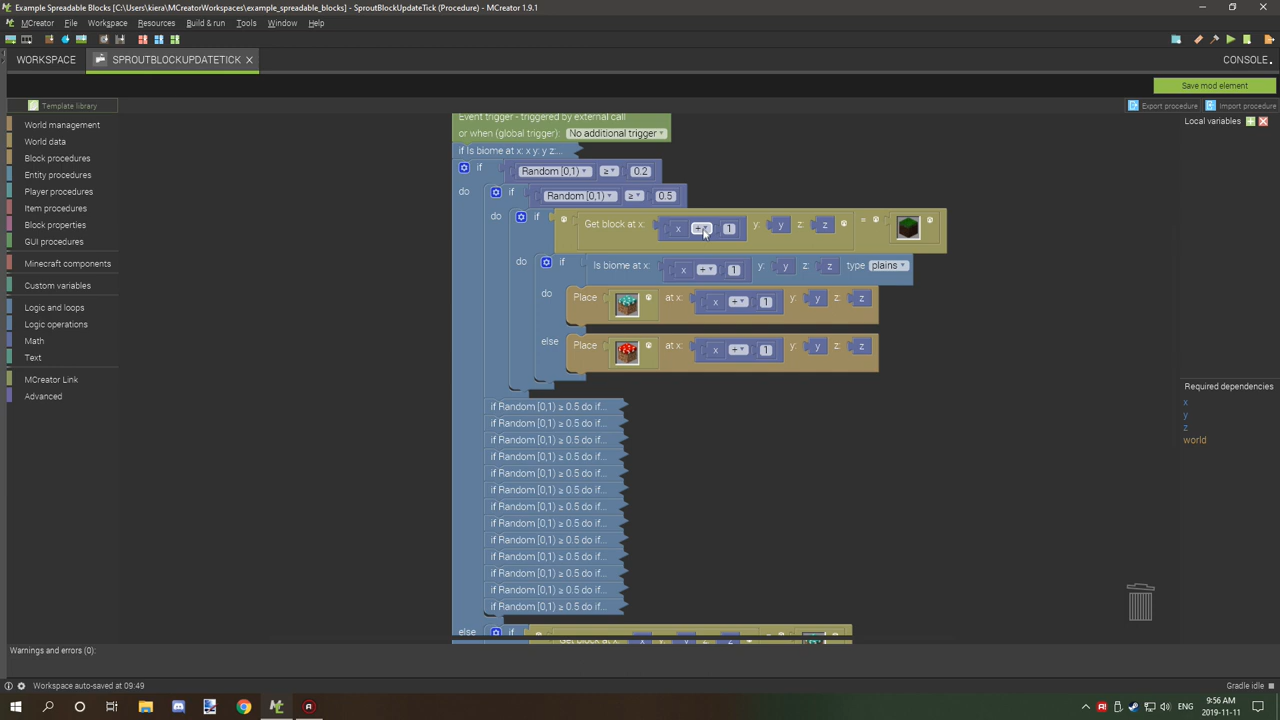 Example Spreadable Blocks [C:\Users\kiera\MCreatorWorkspaces\example_spreadable_blocks] - SproutBlockUpdateTick (Procedure) - MCreator 1.9.1
MCreator File Workspace Resources Build & run Tools Window Help
WORKSPACE SPROUTBLOCKUPDATETICK CONSOLE
Save mod element
Template library Export procedure Import procedure
World management
World data
Block procedures
Entity procedures
Player procedures
Item procedures
Command procedures
GUI procedures
Minecraft components
Custom variables
Logic and loops
Logic operations
Math
Text
MCreator Link
Advanced
Event trigger - triggered by external call
or when (global trigger): No additional trigger
if Is biome at x: x y: y z:...
if Random [0,1) ≥ 0.2
do if Random [0,1) ≥ 0.5
do if Get block at x: x + 1 y: y z: z =
do if Is biome at x: x + 1 y: y z: z type plains
do Place at x: x + 1 y: y z: z
else Place at x: x + 1 y: y z: z
if Random [0,1) ≥ 0.5 do if...
if Random [0,1) ≥ 0.5 do if...
if Random [0,1) ≥ 0.5 do if...
if Random [0,1) ≥ 0.5 do if...
if Random [0,1) ≥ 0.5 do if...
if Random [0,1) ≥ 0.5 do if...
if Random [0,1) ≥ 0.5 do if...
if Random [0,1) ≥ 0.5 do if...
if Random [0,1) ≥ 0.5 do if...
if Random [0,1) ≥ 0.5 do if...
if Random [0,1) ≥ 0.5 do if...
if Random [0,1) ≥ 0.5 do if...
if Random [0,1) ≥ 0.5 do if...
else if
Get block at x: x y: y z: z
Local variables
Required dependencies
x
y
z
world
Warnings and errors (0):
Workspace auto-saved at 09:49 Gradle idle
ENG 9:56 AM
2019-11-11